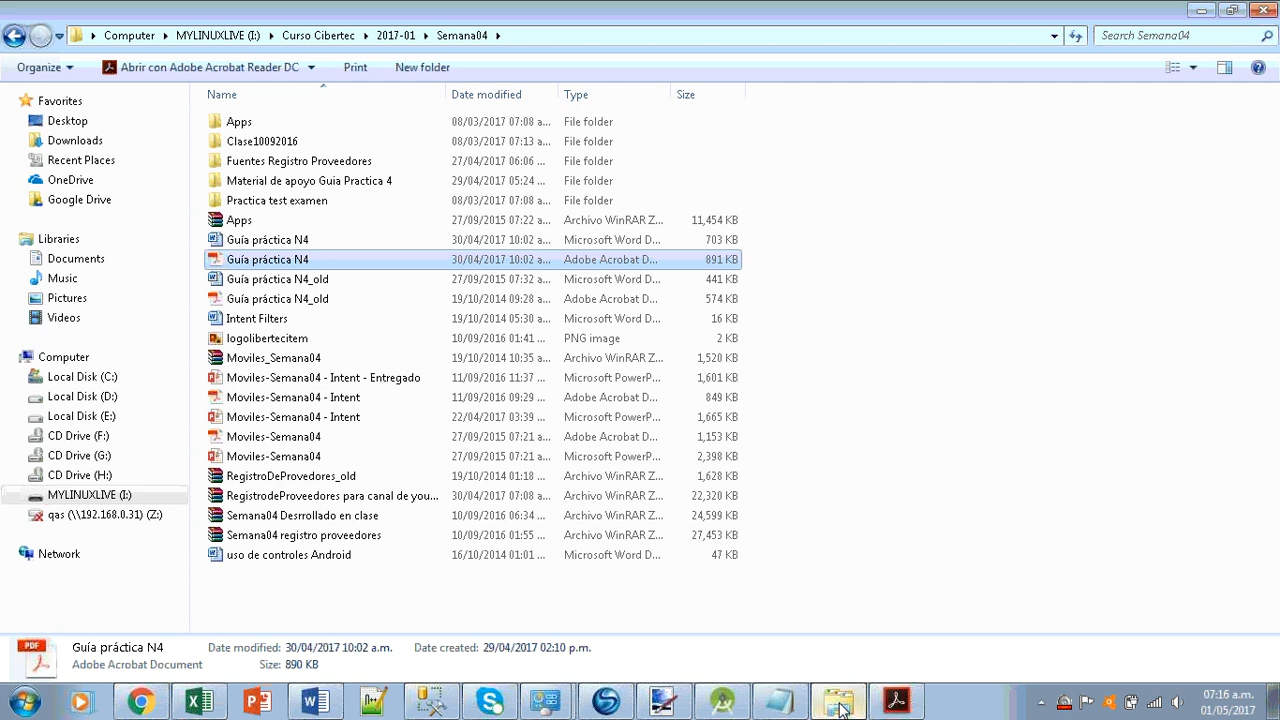 Computer MYLINUXLIVE (I:) Curso Cibertec 2017-01 Semana04 Search Semana04
Organize Abrir con Adobe Acrobat Reader DC Print New folder
Name Date modified Type Size
Favorites
Desktop
Downloads
Recent Places
OneDrive
Google Drive
Libraries
Documents
Music
Pictures
Videos
Computer
Local Disk (C:)
Local Disk (D:)
Local Disk (E:)
CD Drive (F:)
CD Drive (G:)
CD Drive (H:)
MYLINUXLIVE (I:)
qas (\\192.168.0.31) (Z:)
Network
Apps 08/03/2017 07:08 a... File folder
Clase10092016 08/03/2017 07:13 a... File folder
Fuentes Registro Proveedores 27/04/2017 06:06 ... File folder
Material de apoyo Guia Practica 4 29/04/2017 05:24 ... File folder
Practica test examen 08/03/2017 07:08 a... File folder
Apps 27/09/2015 07:22 a... Archivo WinRAR Z... 11,454 KB
Guía práctica N4 30/04/2017 10:02 a... Microsoft Word D... 703 KB
Guía práctica N4 30/04/2017 10:02 a... Adobe Acrobat D... 891 KB
Guía práctica N4_old 27/09/2015 07:32 a... Microsoft Word D... 441 KB
Guía práctica N4_old 19/10/2014 09:28 a... Adobe Acrobat D... 574 KB
Intent Filters 19/10/2014 05:30 a... Microsoft Word D... 16 KB
logolibertecitem 10/09/2016 01:41 ... PNG image 2 KB
Moviles_Semana04 19/10/2014 10:35 a... Archivo WinRAR Z... 1,520 KB
Moviles-Semana04 - Intent - Entregado 11/09/2016 11:37 ... Microsoft PowerP... 1,601 KB
Moviles-Semana04 - Intent 11/09/2016 09:29 ... Adobe Acrobat D... 849 KB
Moviles-Semana04 - Intent 22/04/2017 03:39 ... Microsoft PowerP... 1,665 KB
Moviles-Semana04 27/09/2015 07:21 a... Adobe Acrobat D... 1,153 KB
Moviles-Semana04 27/09/2015 07:21 a... Microsoft PowerP... 2,398 KB
RegistroDeProvedores_old 19/10/2014 01:18 ... Archivo WinRAR Z... 1,628 KB
RegistrodeProveedores para canal de you... 30/04/2017 07:08 a... Archivo WinRAR Z... 22,320 KB
Semana04 Desrrollado en clase 10/09/2016 06:34 ... Archivo WinRAR Z... 24,599 KB
Semana04 registro proveedores 10/09/2016 01:55 ... Archivo WinRAR Z... 27,453 KB
uso de controles Android 16/10/2014 01:01 ... Microsoft Word D... 47 KB
PDF
Guía práctica N4 Date modified: 30/04/2017 10:02 a.m. Date created: 29/04/2017 02:10 p.m.
Adobe Acrobat Document Size: 890 KB
07:16 a.m.
01/05/2017